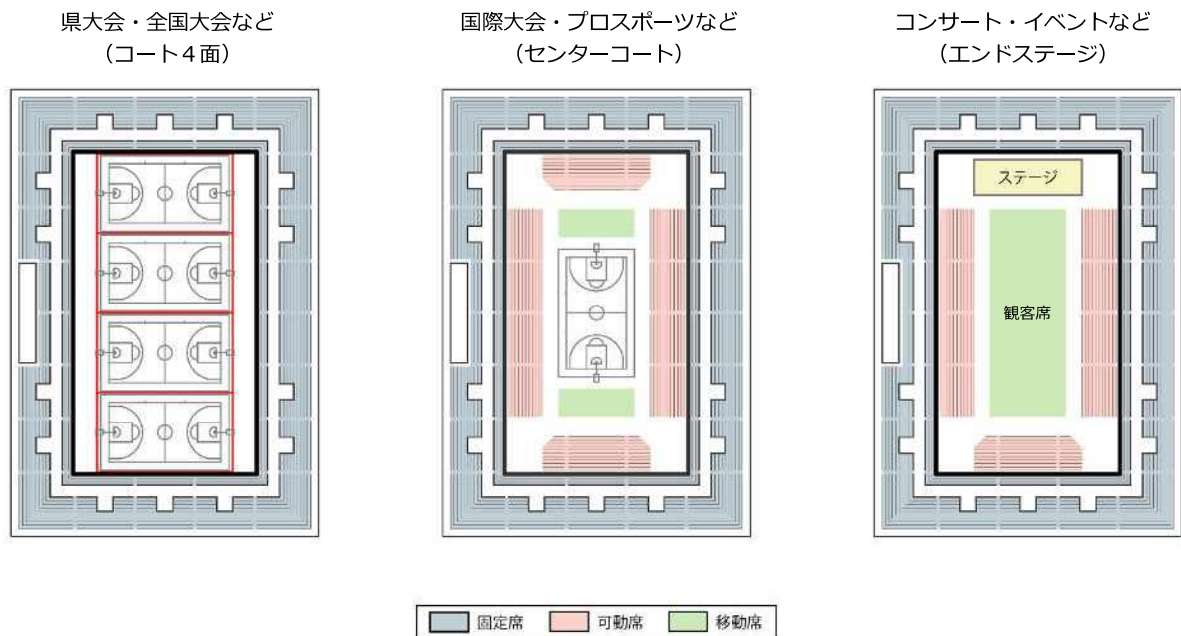 県大会・全国大会など
（コート４面）
国際大会・プロスポーツなど
（センターコート）
コンサート・イベントなど
（エンドステージ）
ステージ
観客席
固定席
可動席
移動席